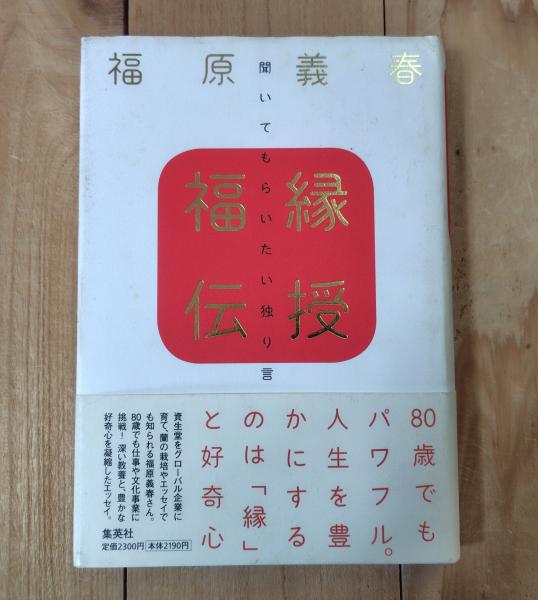 福原義春
聞いてもらいたい独り言
縁授
福伝
80歳でも
パワフル。
人生を豊
かにする
のは「縁」
と好奇心
資生堂をグローバル企業に
育て、蘭の栽培やエッセイで
も知られる福原義春さん。
80歳でも仕事や文化事業に
挑戦！深い教養と、豊かな
好奇心を凝縮したエッセイ。
集英社
定価2300円 本体2190円